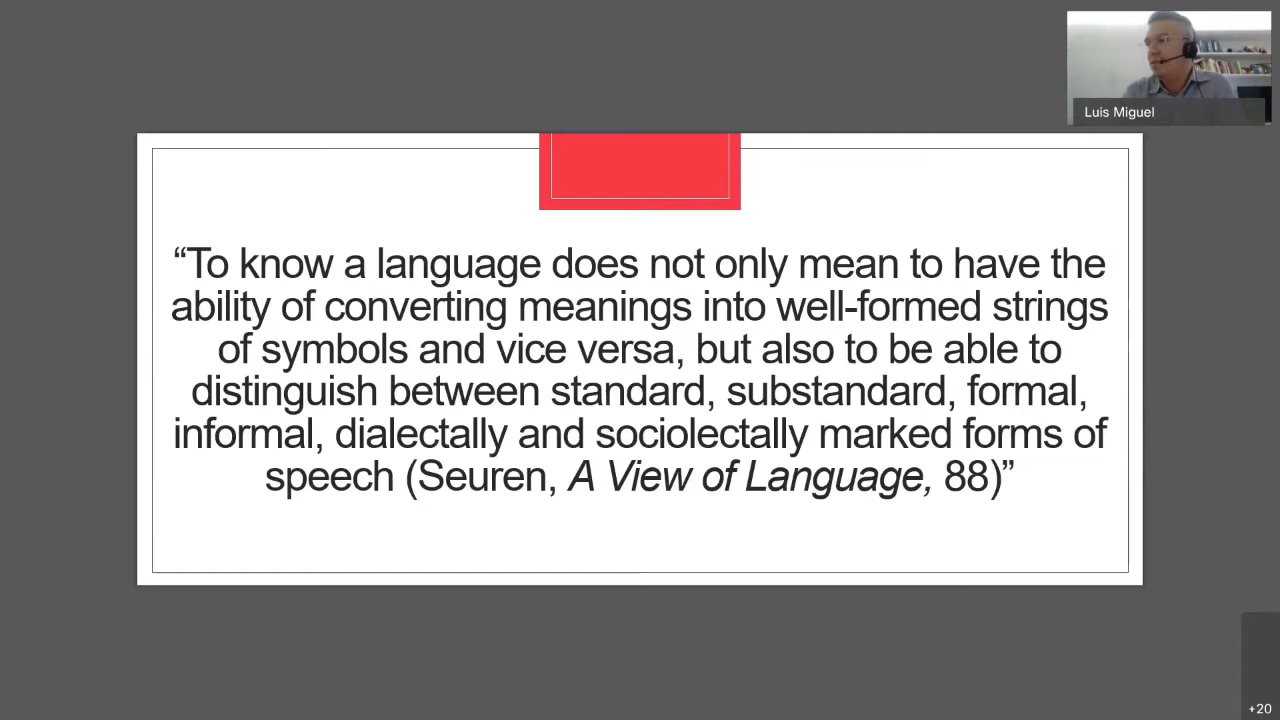 Luis Miguel
“To know a language does not only mean to have the
ability of converting meanings into well-formed strings
of symbols and vice versa, but also to be able to
distinguish between standard, substandard, formal,
informal, dialectally and sociolectally marked forms of
speech (Seuren, A View of Language, 88)”
+20